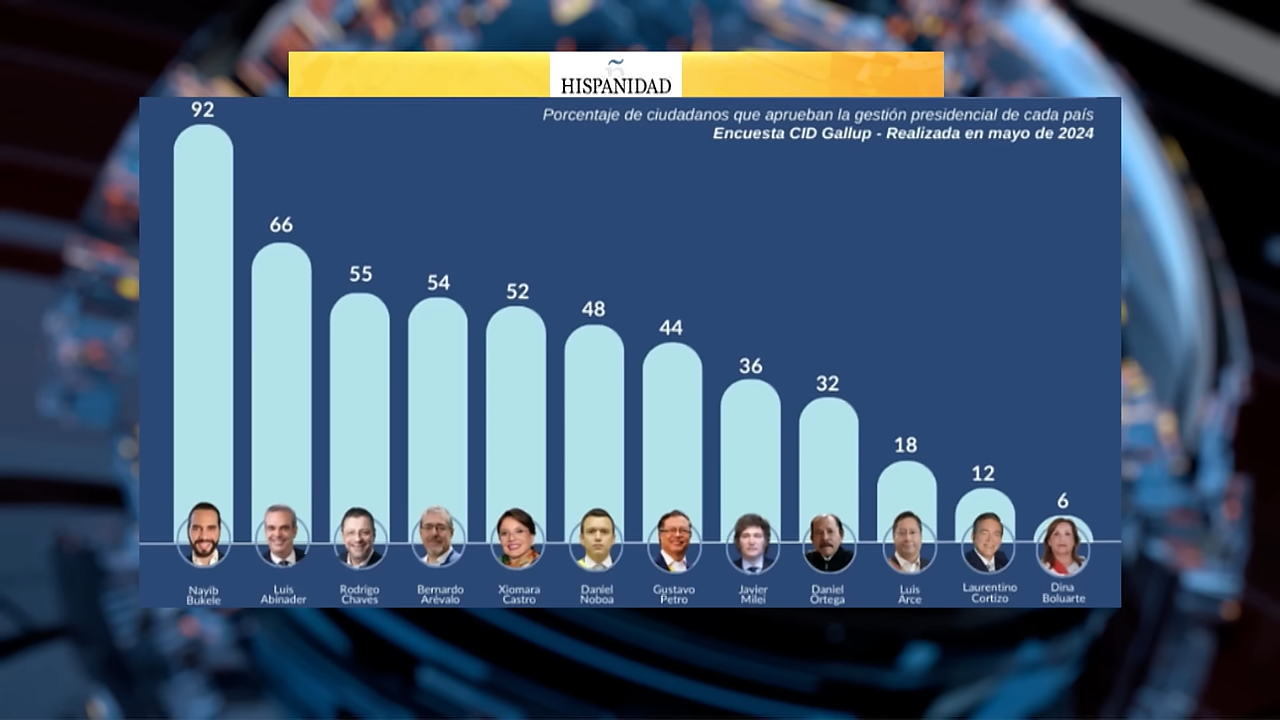 HISPANIDAD
Porcentaje de ciudadanos que aprueban la gestión presidencial de cada país
Encuesta CID Gallup - Realizada en mayo de 2024
92
66
55
54
52
48
44
36
32
18
12
6
Nayib
Bukele
Luis
Abinader
Rodrigo
Chaves
Bernardo
Arévalo
Xiomara
Castro
Daniel
Noboa
Gustavo
Petro
Javier
Milei
Daniel
Ortega
Luis
Arce
Laurentino
Cortizo
Dina
Boluarte